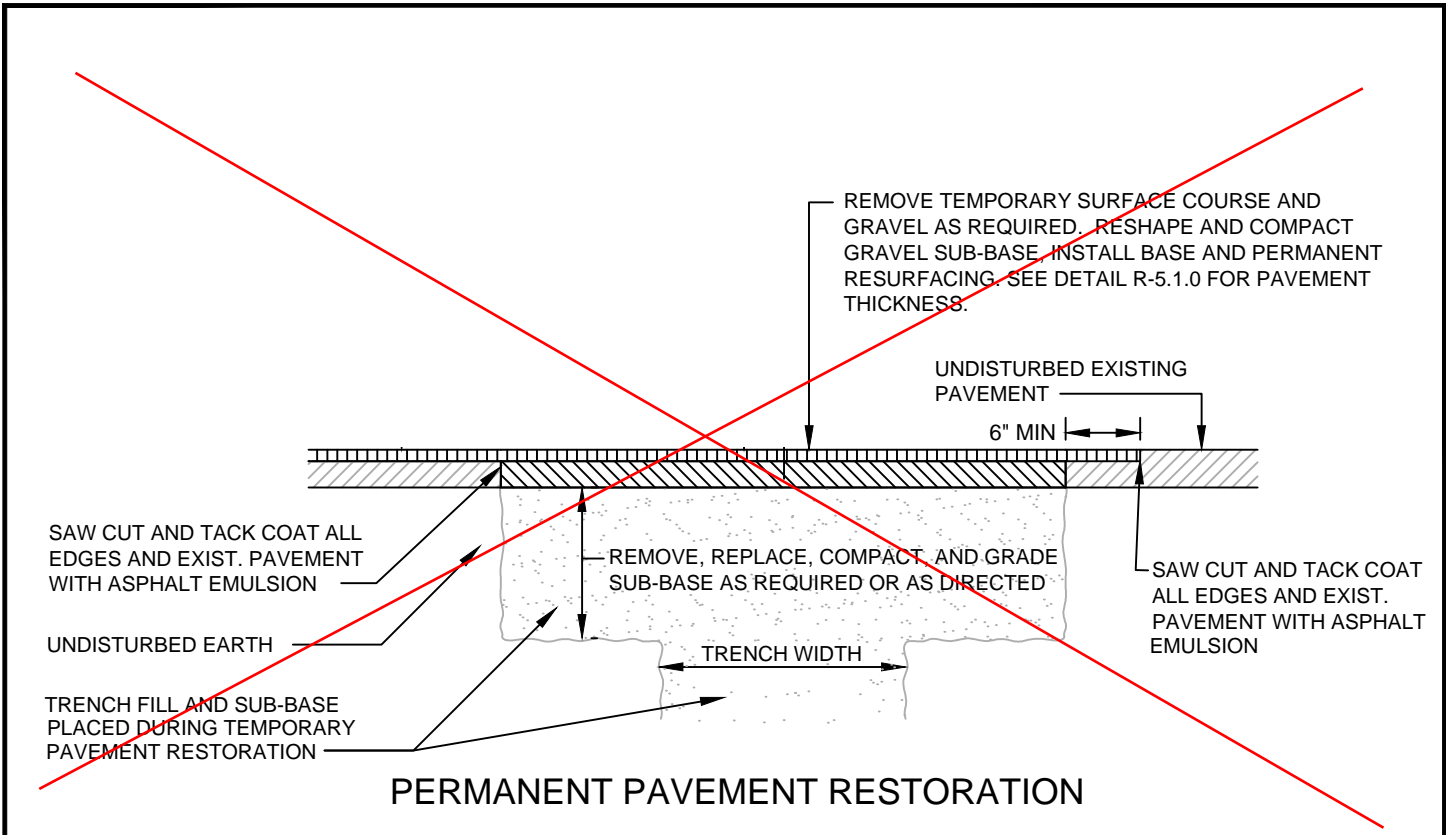 REMOVE TEMPORARY SURFACE COURSE AND
GRAVEL AS REQUIRED. RESHAPE AND COMPACT
GRAVEL SUB-BASE, INSTALL BASE AND PERMANENT
RESURFACING. SEE DETAIL R-5.1.0 FOR PAVEMENT
THICKNESS.
UNDISTURBED EXISTING
PAVEMENT
6" MIN
SAW CUT AND TACK COAT ALL
EDGES AND EXIST. PAVEMENT
WITH ASPHALT EMULSION
REMOVE, REPLACE, COMPACT, AND GRADE
SUB-BASE AS REQUIRED OR AS DIRECTED
SAW CUT AND TACK COAT
ALL EDGES AND EXIST.
PAVEMENT WITH ASPHALT
EMULSION
UNDISTURBED EARTH
TRENCH WIDTH
TRENCH FILL AND SUB-BASE
PLACED DURING TEMPORARY
PAVEMENT RESTORATION
PERMANENT PAVEMENT RESTORATION